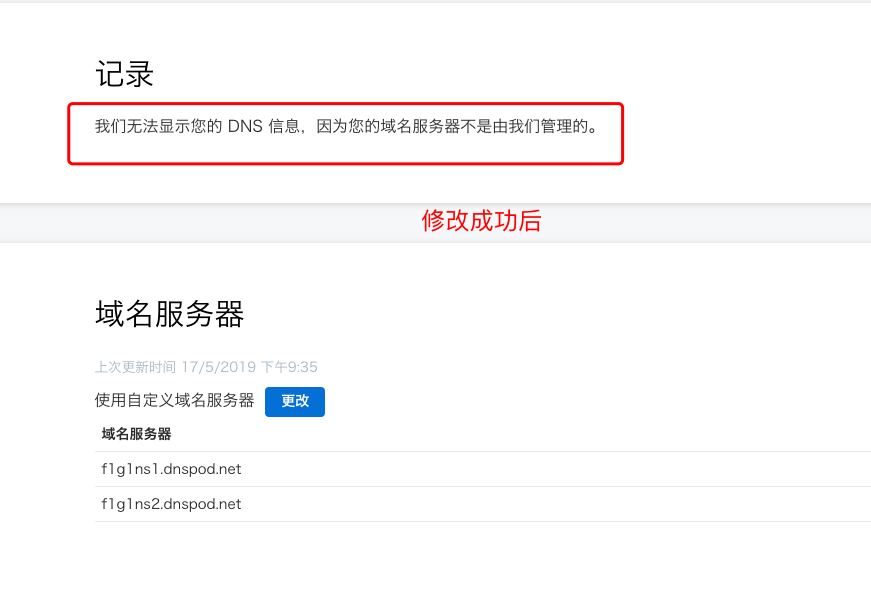 记录
我们无法显示您的 DNS 信息，因为您的域名服务器不是由我们管理的。
修改成功后
域名服务器
上次更新时间 17/5/2019 下午9:35
使用自定义域名服务器 更改
域名服务器
f1g1ns1.dnspod.net
f1g1ns2.dnspod.net